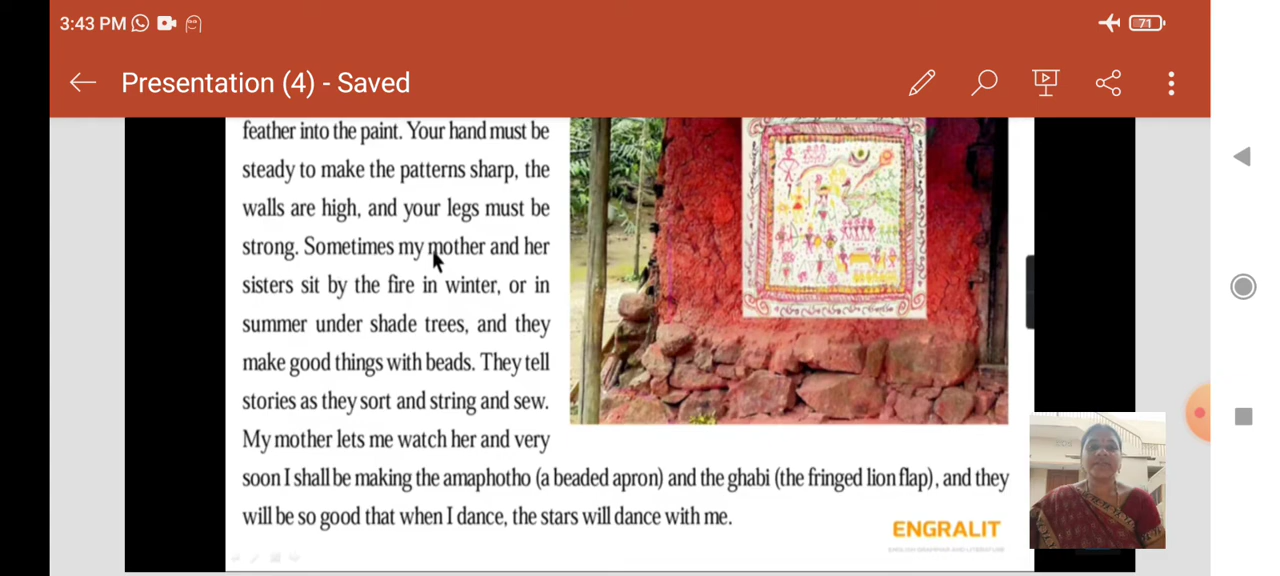 3:43 PM
71
Presentation (4) - Saved
feather into the paint. Your hand must be
steady to make the patterns sharp, the
walls are high, and your legs must be
strong. Sometimes my mother and her
sisters sit by the fire in winter, or in
summer under shade trees, and they
make good things with beads. They tell
stories as they sort and string and sew.
My mother lets me watch her and very
soon I shall be making the amaphotho (a beaded apron) and the ghabi (the fringed lion flap), and they
will be so good that when I dance, the stars will dance with me.
ENGRALIT
ENGLISH GRAMMAR AND LITERATURE